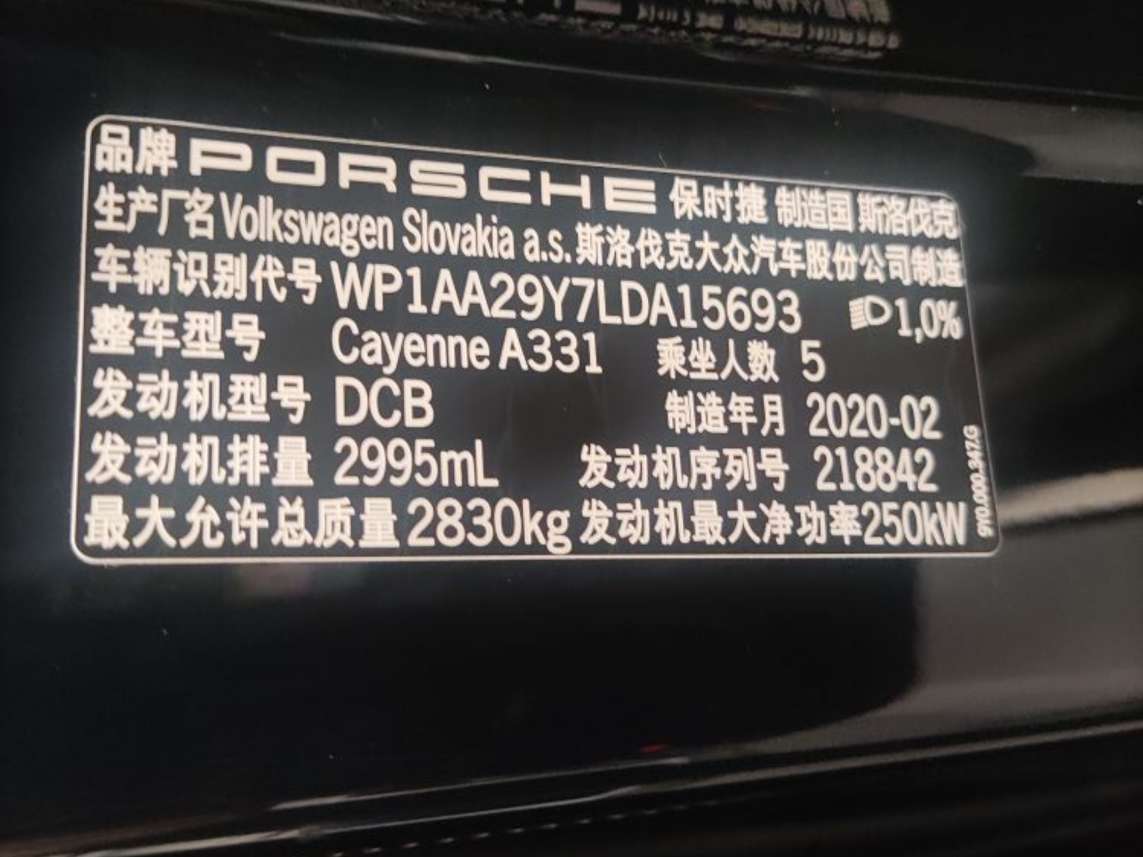 品牌 PORSCHE 保时捷 制造国 斯洛伐克
生产厂名 Volkswagen Slovakia a.s. 斯洛伐克大众汽车股份公司制造
车辆识别代号 WP1AA29Y7LDA15693 1,0%
整车型号 Cayenne A331 乘坐人数 5
发动机型号 DCB 制造年月 2020-02
发动机排量 2995mL 发动机序列号 218842
最大允许总质量 2830kg 发动机最大净功率 250kW
9Y0.000.347.G